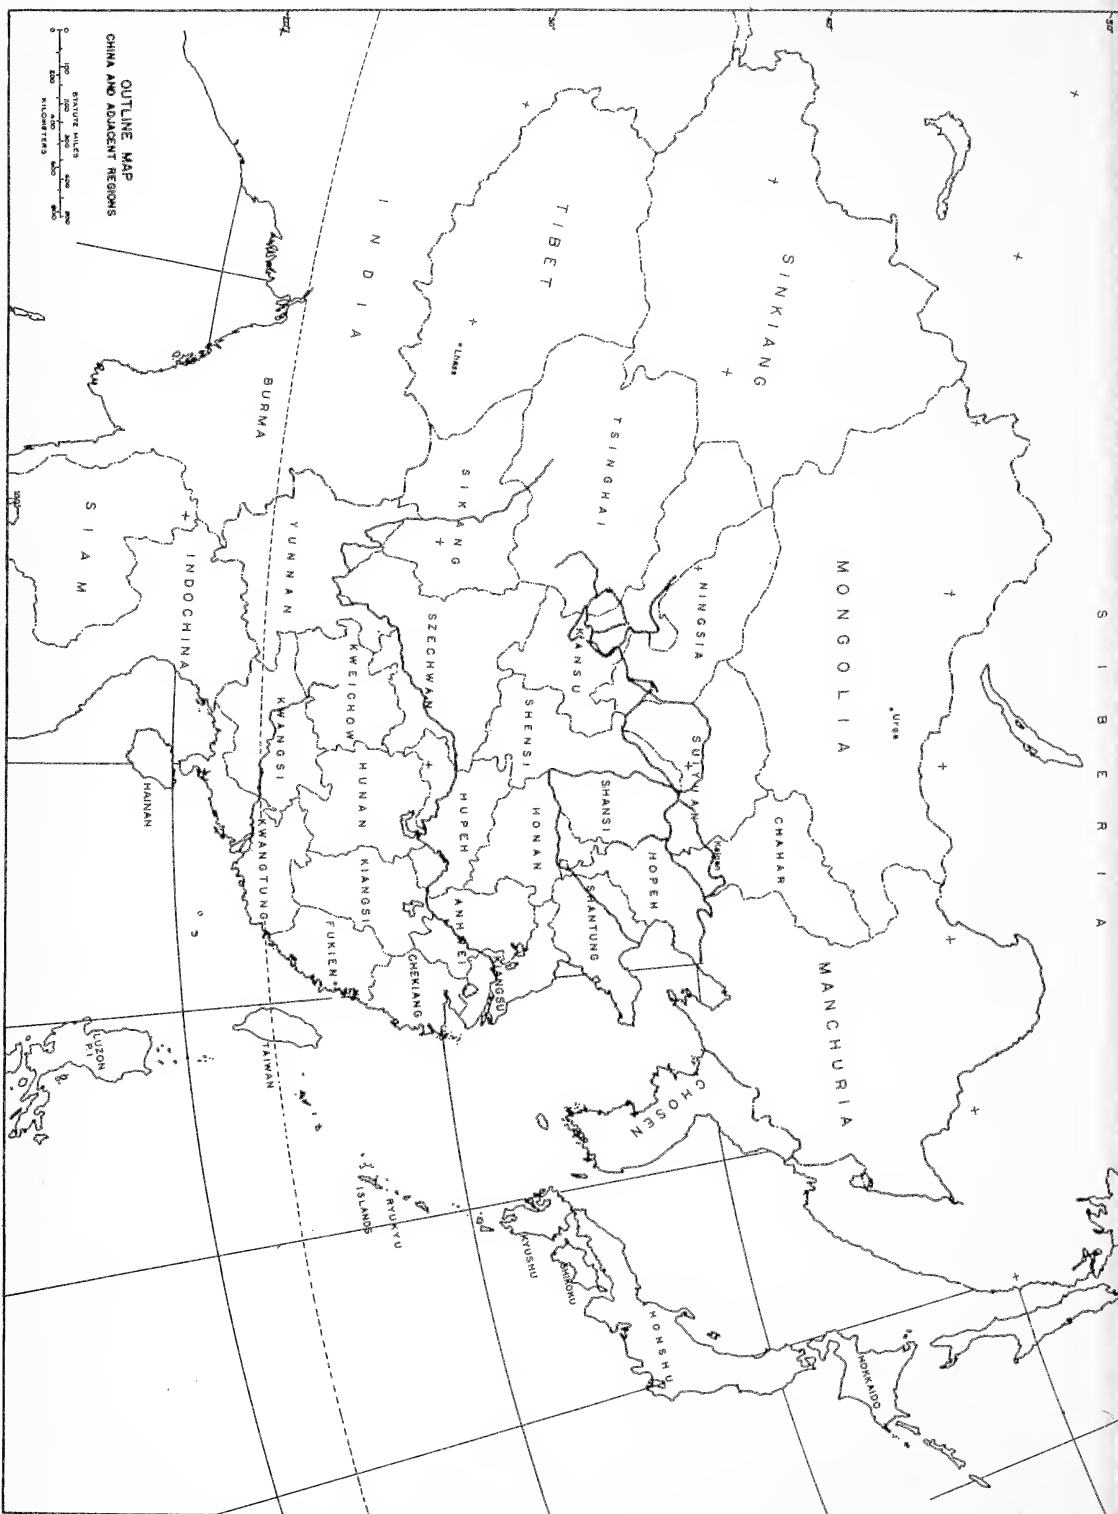 OUTLINE MAP
CHINA AND ADJACENT REGIONS
STATUTE MILES
KILOMETERS
SIBERIA
MONGOLIA
Urga
SINKIANG
TIBET
Lhasa
INDIA
TSINGHAI
NINGSIA
SUIYUAN
CHAHAR
Kalgan
MANCHURIA
CHOSEN
KANSU
SHENSI
SHANSI
HOPEH
SHANTUNG
HONAN
HUPEH
ANHWEI
KIANGSU
SIKANG
SZECHWAN
KWEICHOW
HUNAN
KIANGSI
CHEKIANG
FUKIEN
YUNNAN
KWANGSI
KWANGTUNG
BURMA
SIAM
INDOCHINA
HAINAN
TAIWAN
LUZON
P.I.
RYUKYU
ISLANDS
KYUSHU
SHIKOKU
HONSHU
HOKKAIDO